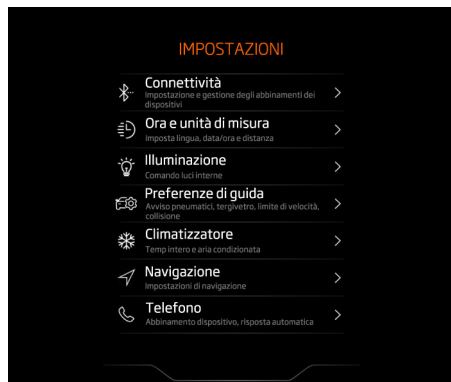 IMPOSTAZIONI
Connettività
Impostazione e gestione degli abbinamenti dei
dispositivi
Ora e unità di misura
Imposta lingua, data/ora e distanza
Illuminazione
Comando luci interne
Preferenze di guida
Avviso pneumatici, tergivetro, limite di velocità,
collisione
Climatizzatore
Temp intero e aria condizionata
Navigazione
Impostazioni di navigazione
Telefono
Abbinamento dispositivo, risposta automatica